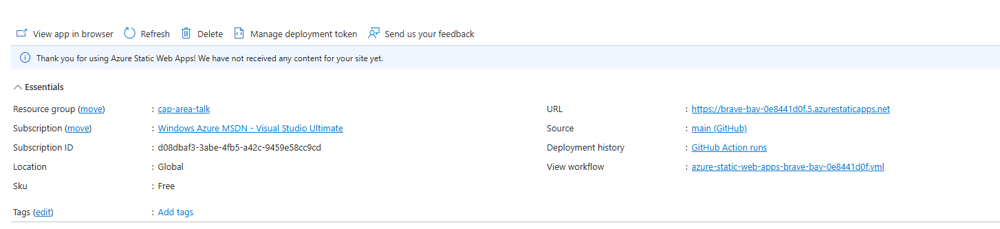 View app in browser Refresh Delete Manage deployment token Send us your feedback
Thank you for using Azure Static Web Apps! We have not received any content for your site yet.
Essentials
Resource group (move) : cap-area-talk URL : https://brave-bay-0e8441d0f.5.azurestaticapps.net
Subscription (move) : Windows Azure MSDN - Visual Studio Ultimate Source : main (GitHub)
Subscription ID : d08dbaf3-3abe-4fb5-a42c-9459e58cc9cd Deployment history : GitHub Action runs
Location : Global View workflow : azure-static-web-apps-brave-bay-0e8441d0f.yml
Sku : Free
Tags (edit) : Add tags